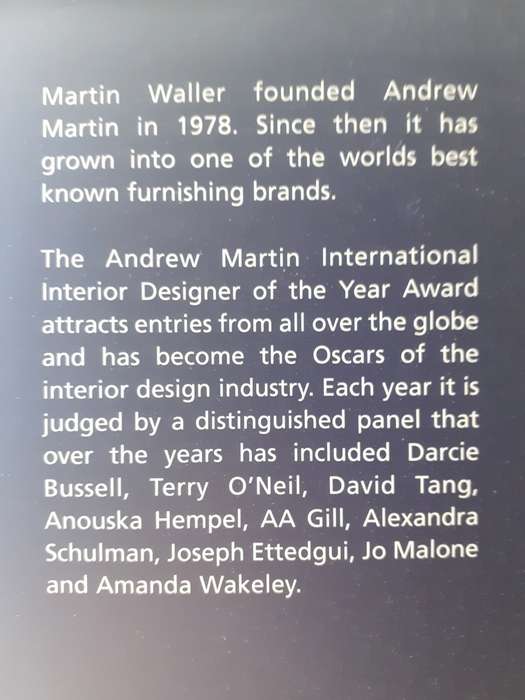 Martin Waller founded Andrew
Martin in 1978. Since then it has
grown into one of the worlds best
known furnishing brands.
The Andrew Martin International
Interior Designer of the Year Award
attracts entries from all over the globe
and has become the Oscars of the
interior design industry. Each year it is
judged by a distinguished panel that
over the years has included Darcie
Bussell, Terry O'Neil, David Tang,
Anouska Hempel, AA Gill, Alexandra
Schulman, Joseph Ettedgui, Jo Malone
and Amanda Wakeley.